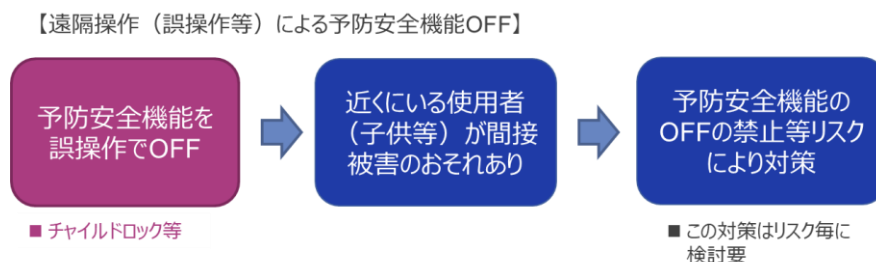 【遠隔操作（誤操作等）による予防安全機能OFF】
予防安全機能を
誤操作でOFF
近くにいる使用者
（子供等）が間接
被害のおそれあり
予防安全機能の
OFFの禁止等リスク
により対策
■ チャイルドロック等
■ この対策はリスク毎に
検討要